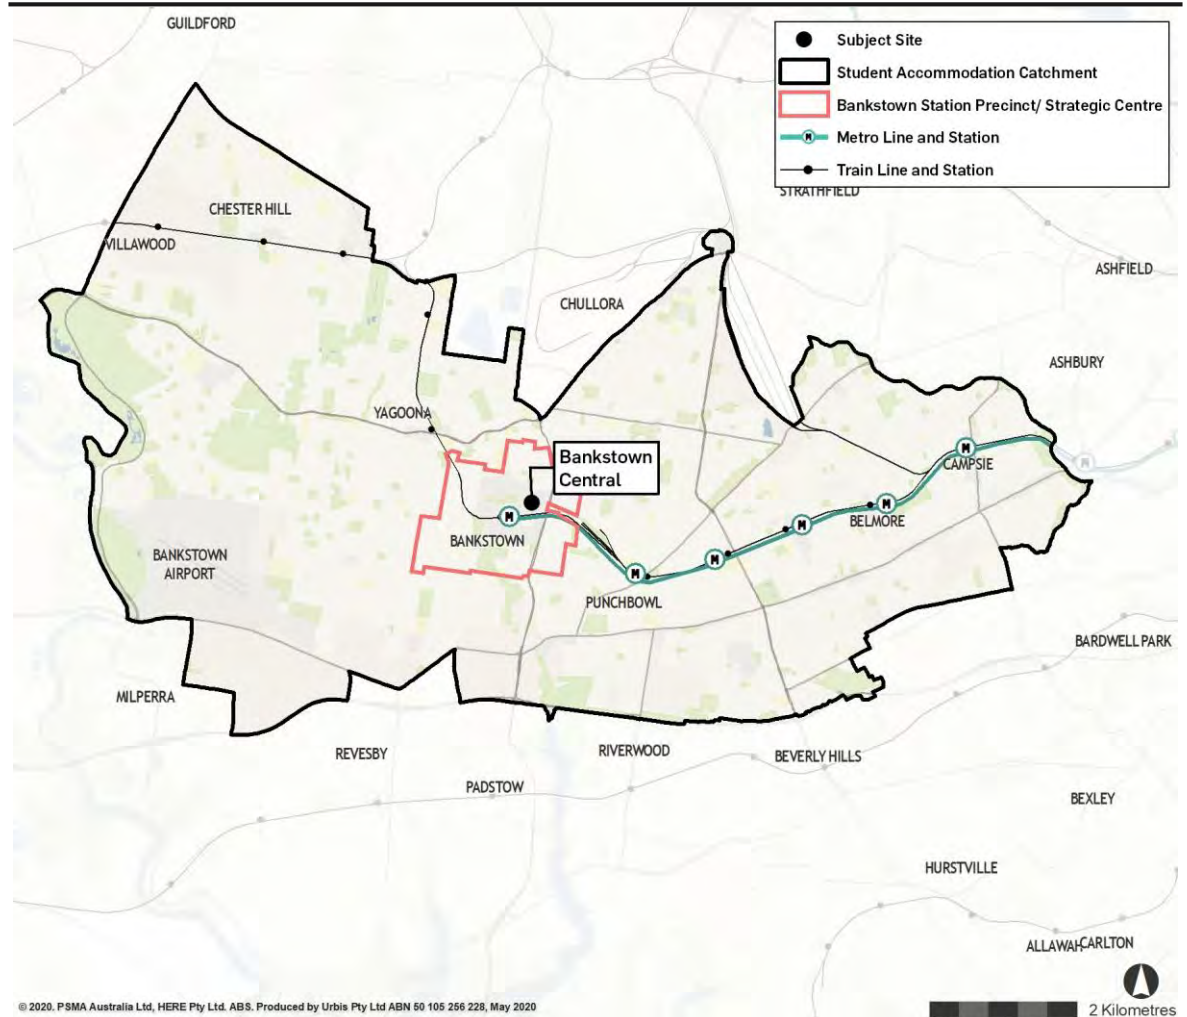 GUILDFORD
Subject Site
Student Accommodation Catchment
Bankstown Station Precinct/ Strategic Centre
M Metro Line and Station
Train Line and Station
STRATHFIELD
CHESTER HILL
VILLAWOOD
ASHFIELD
CHULLORA
ASHBURY
YAGOONA
Bankstown
Central
CAMPSIE
M
M
BELMORE
M
M
BANKSTOWN
M
BANKSTOWN
AIRPORT
M
M
PUNCHBOWL
BARDWELL PARK
MILPERRA
REVESBY
RIVERWOOD
BEVERLY HILLS
PADSTOW
BEXLEY
HURSTVILLE
ALLAWAH
CARLTON
© 2020. PSMA Australia Ltd, HERE Pty Ltd. ABS. Produced by Urbis Pty Ltd ABN 50 105 256 228, May 2020
2 Kilometres